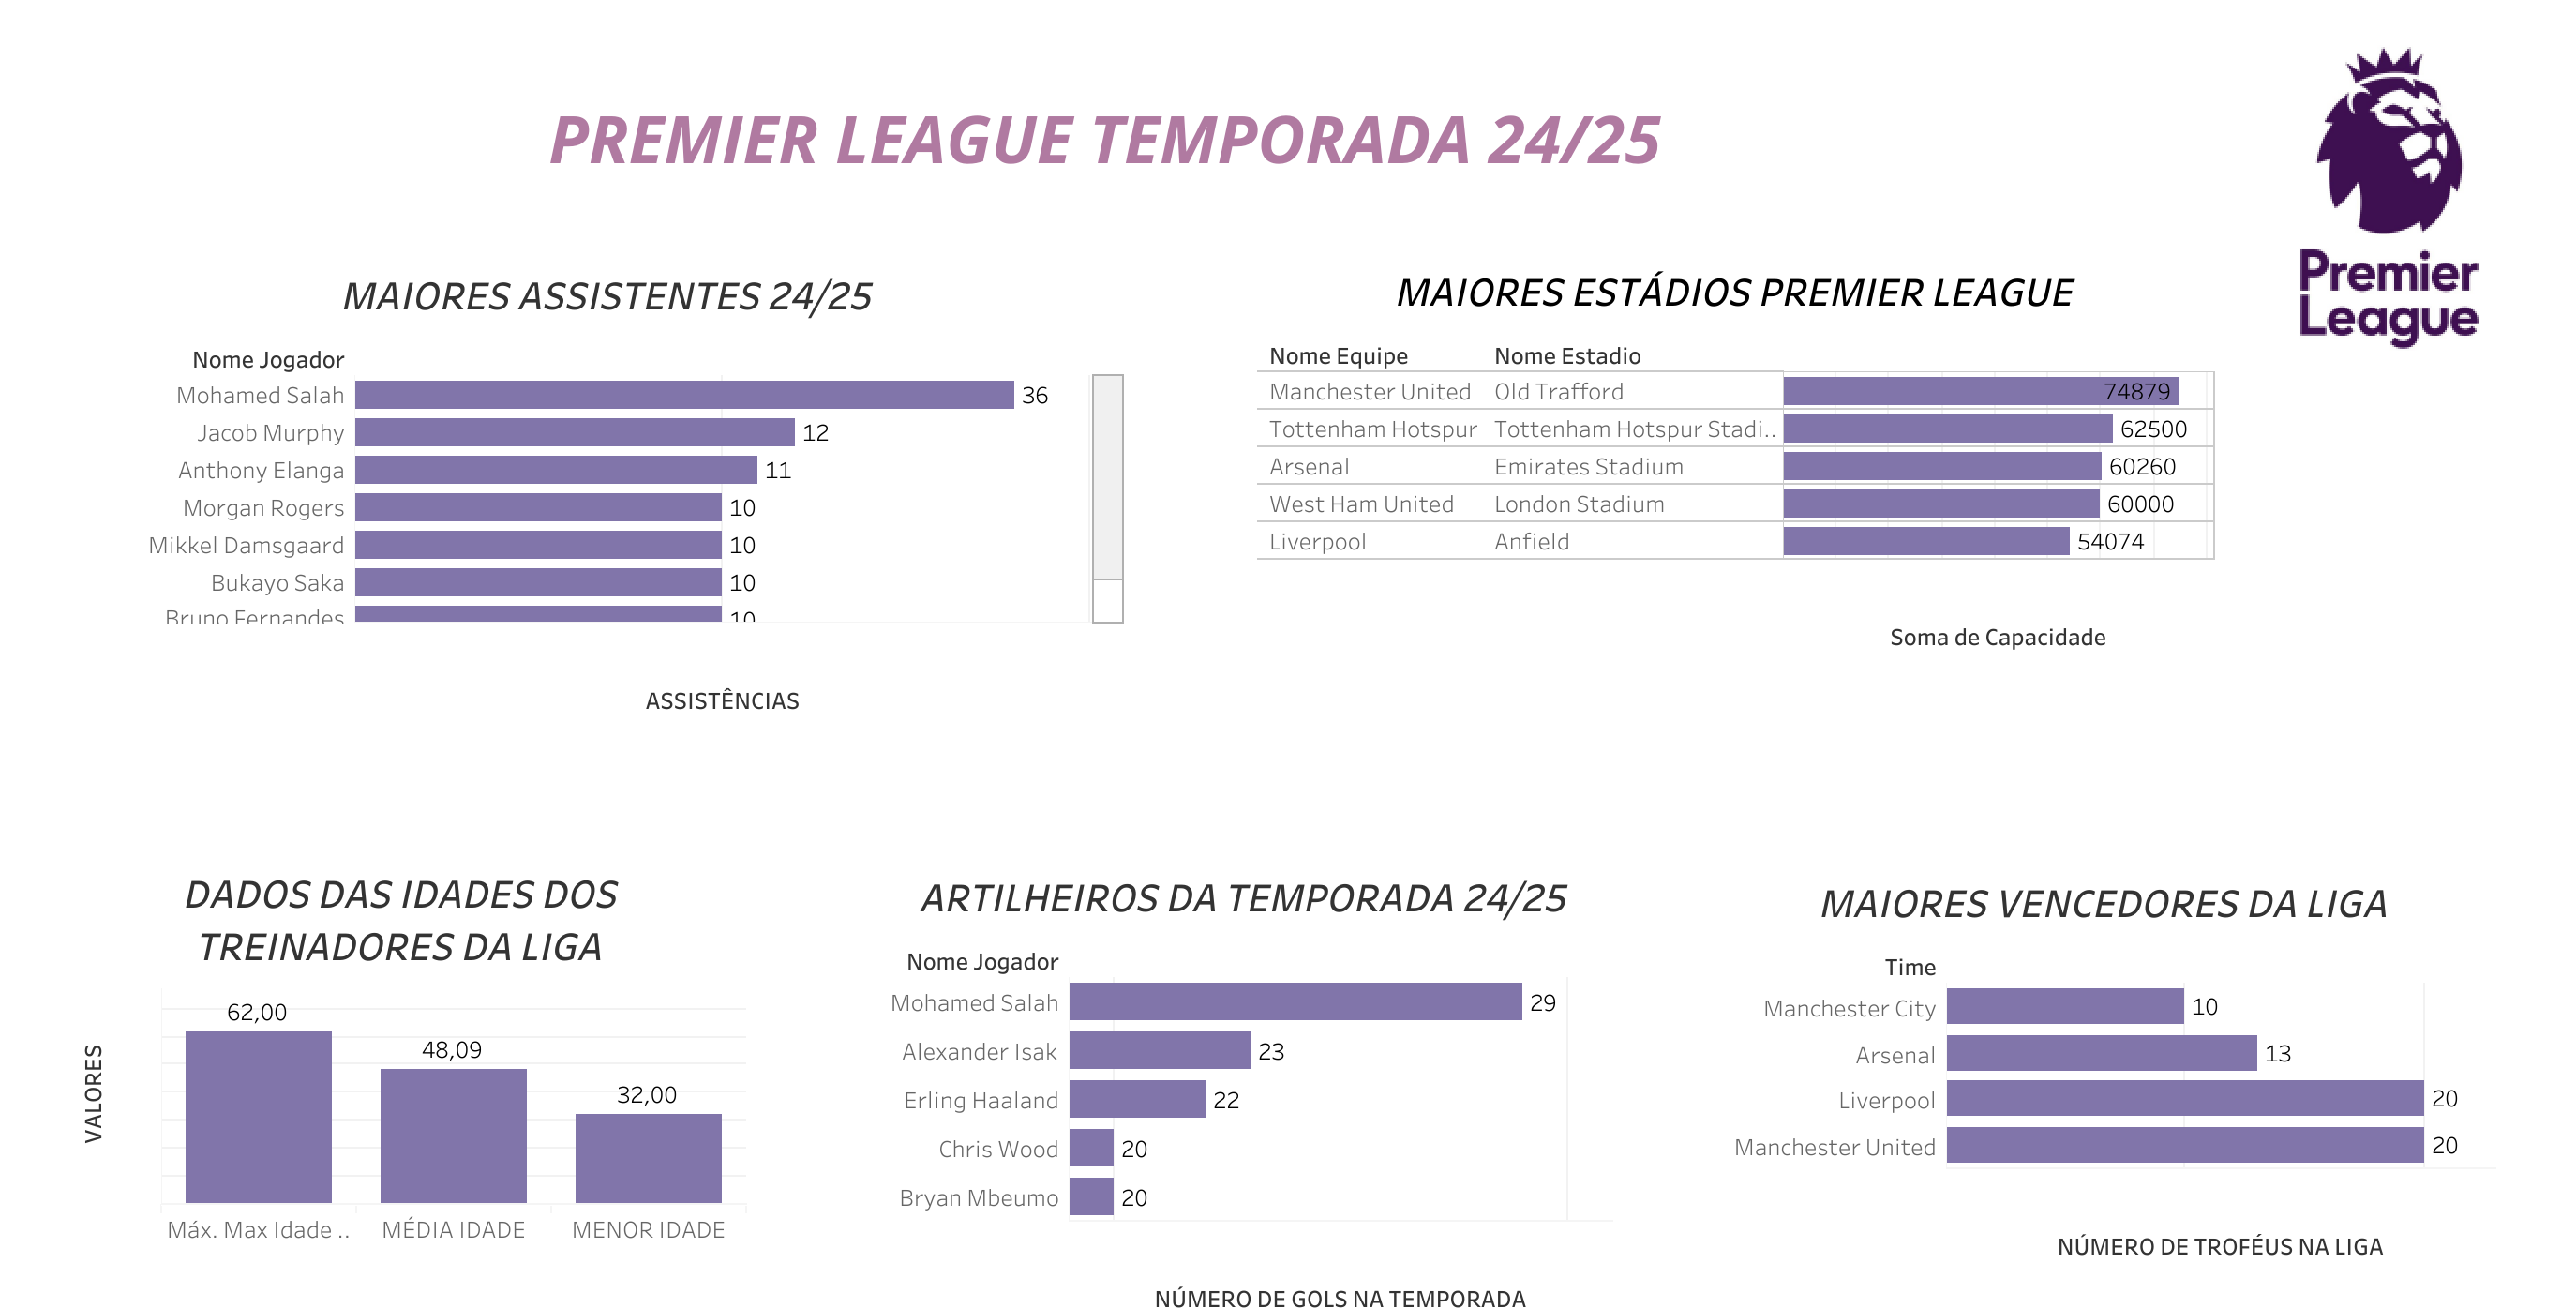 PREMIER LEAGUE TEMPORADA 24/25
Premier
League
MAIORES ASSISTENTES 24/25
Nome Jogador
Mohamed Salah 36
Jacob Murphy 12
Anthony Elanga 11
Morgan Rogers 10
Mikkel Damsgaard 10
Bukayo Saka 10
Bruno Fernandes 10
ASSISTÊNCIAS
MAIORES ESTÁDIOS PREMIER LEAGUE
Nome Equipe Nome Estadio
Manchester United Old Trafford 74879
Tottenham Hotspur Tottenham Hotspur Stadi.. 62500
Arsenal Emirates Stadium 60260
West Ham United London Stadium 60000
Liverpool Anfield 54074
Soma de Capacidade
DADOS DAS IDADES DOS
TREINADORES DA LIGA
VALORES
62,00 48,09 32,00
Máx. Max Idade .. MÉDIA IDADE MENOR IDADE
ARTILHEIROS DA TEMPORADA 24/25
Nome Jogador
Mohamed Salah 29
Alexander Isak 23
Erling Haaland 22
Chris Wood 20
Bryan Mbeumo 20
NÚMERO DE GOLS NA TEMPORADA
MAIORES VENCEDORES DA LIGA
Time
Manchester City 10
Arsenal 13
Liverpool 20
Manchester United 20
NÚMERO DE TROFÉUS NA LIGA